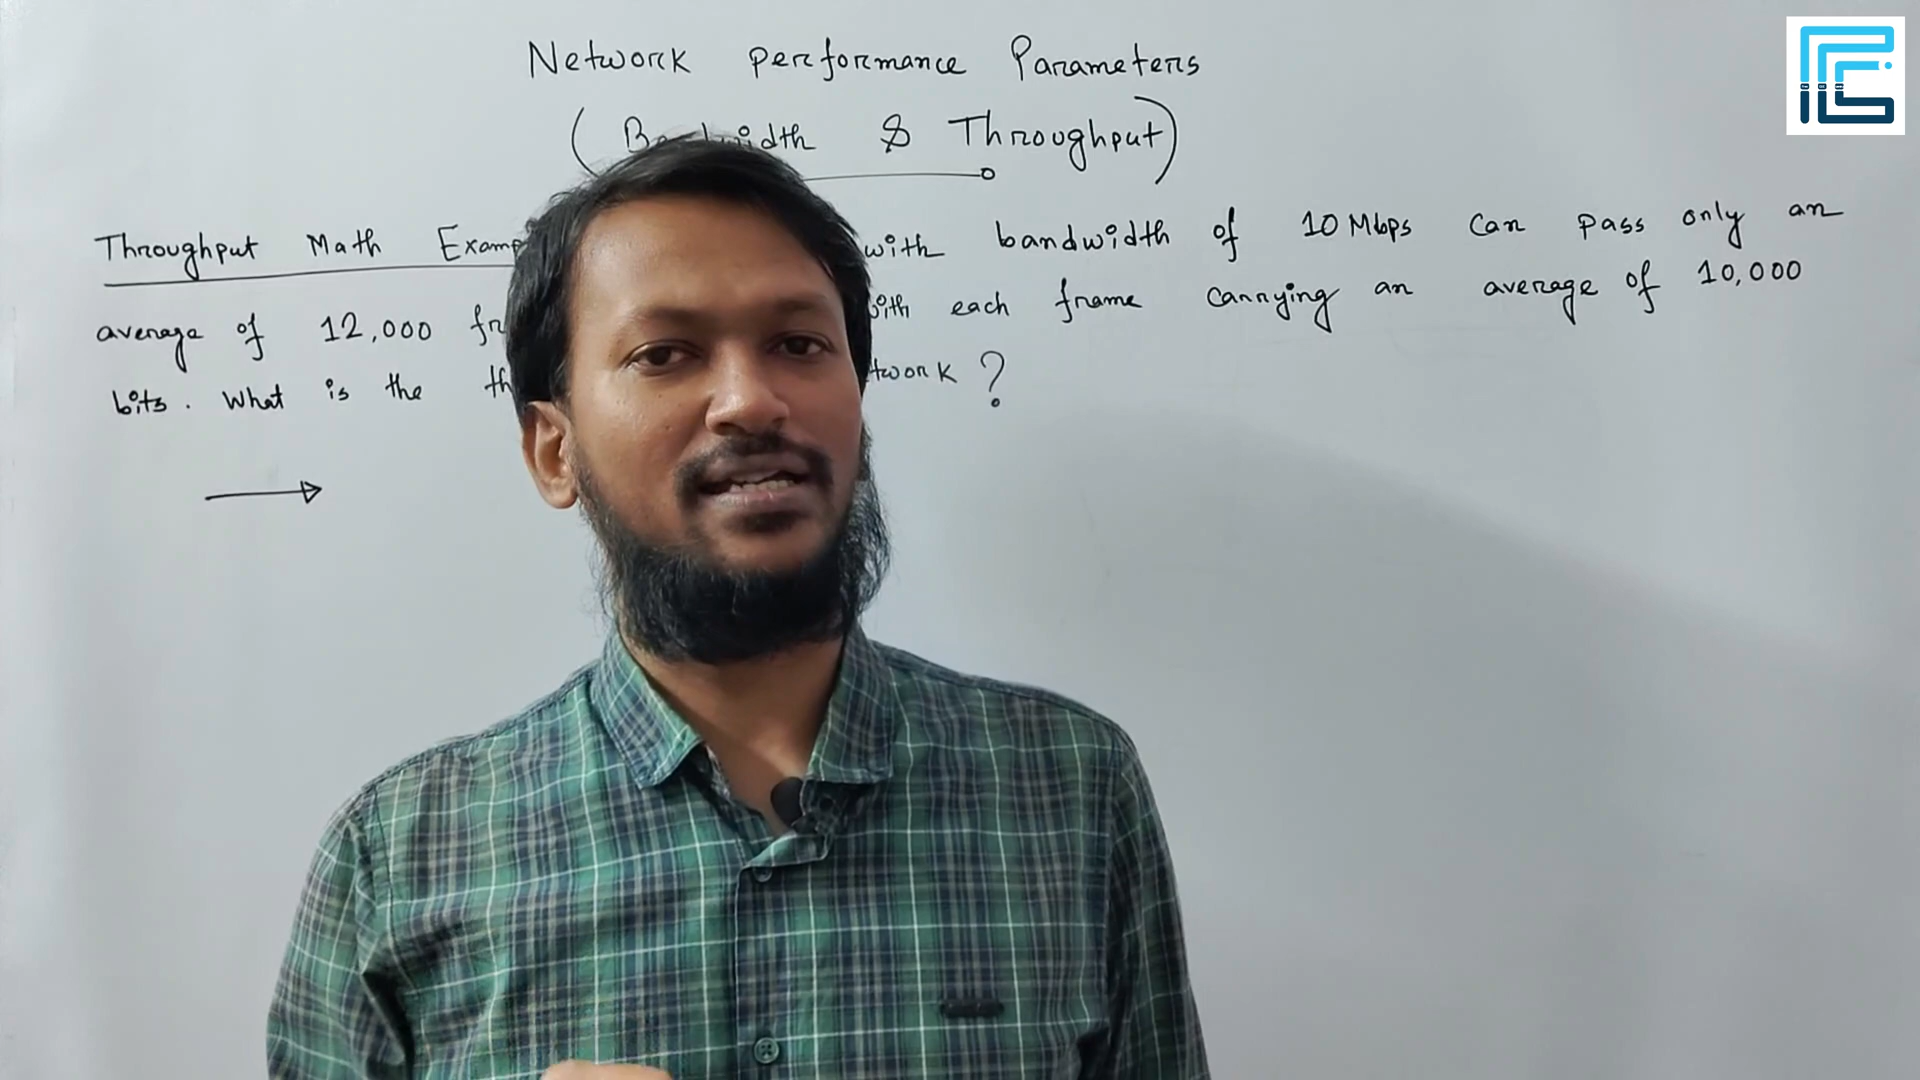 Network performance Parameters
( Bandwidth & Throughput)
Throughput Math Examp with bandwidth of 10 Mbps can pass only an
average of 12,000 fr with each frame carrying an average of 10,000
bits. What is the th twork ?